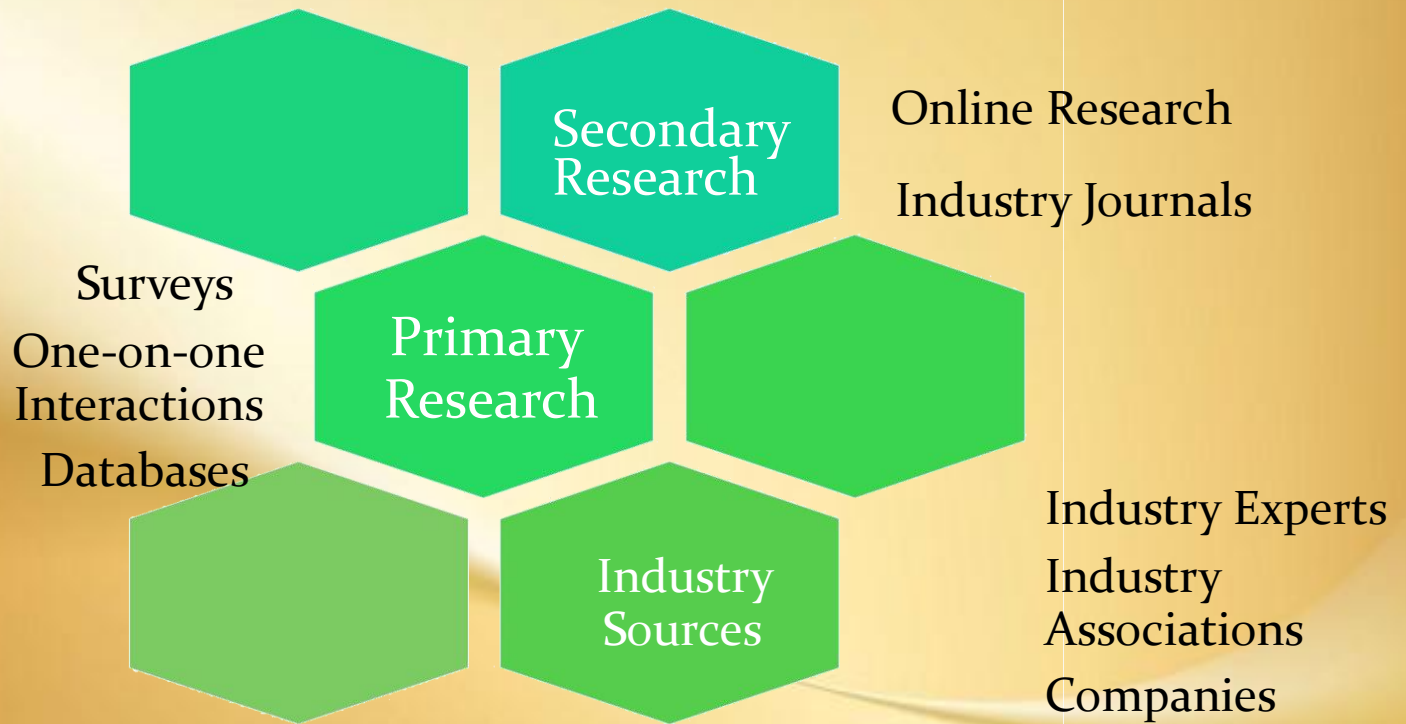 Secondary
Research
Online Research
Industry Journals
Surveys
One-on-one
Interactions
Databases
Primary
Research
Industry
Sources
Industry Experts
Industry
Associations
Companies